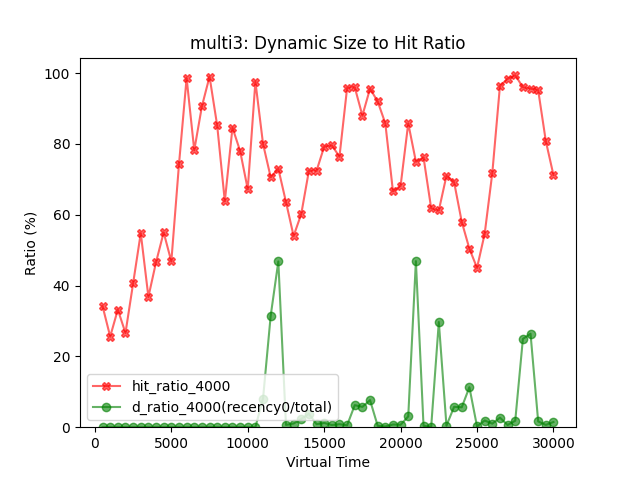 multi3: Dynamic Size to Hit Ratio
100
80
60
40
20
0
Ratio (%)
hit_ratio_4000
d_ratio_4000(recency0/total)
0 5000 10000 15000 20000 25000 30000
Virtual Time